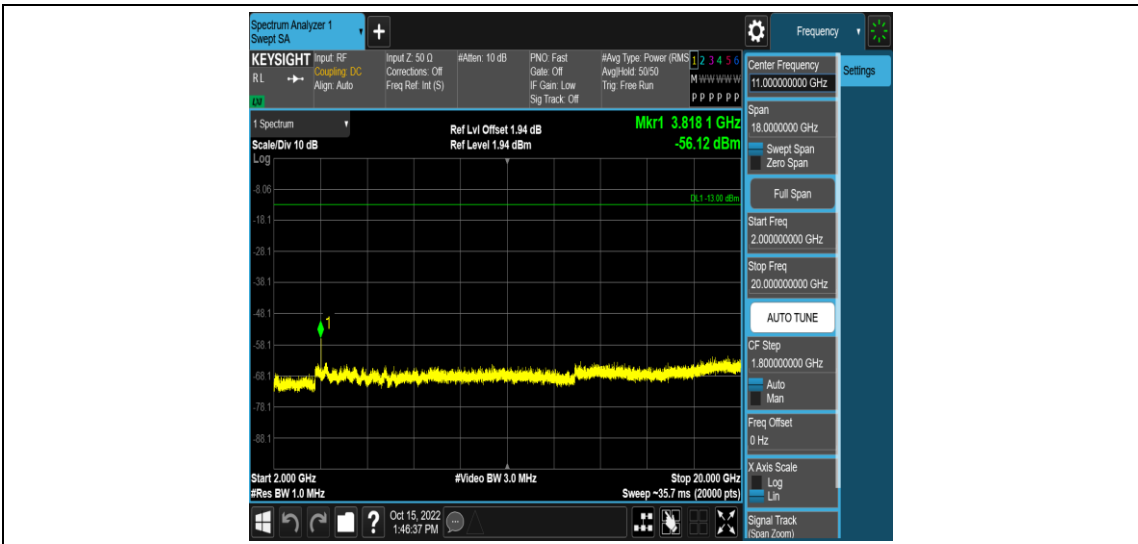 Spectrum Analyzer 1
Swept SA
+
Frequency
KEYSIGHT
RL
LXI
Input: RF
Coupling: DC
Align: Auto
Input Z: 50 Ω
Corrections: Off
Freq Ref: Int (S)
#Atten: 10 dB
PNO: Fast
Gate: Off
IF Gain: Low
Sig Track: Off
#Avg Type: Power (RMS
Avg|Hold: 50/50
Trig: Free Run
1 2 3 4 5 6
M W W W W W
P P P P P P
Center Frequency
11.000000000 GHz
Settings
Span
18.0000000 GHz
Swept Span
Zero Span
Full Span
Start Freq
2.000000000 GHz
Stop Freq
20.000000000 GHz
AUTO TUNE
CF Step
1.800000000 GHz
Auto
Man
Freq Offset
0 Hz
X Axis Scale
Log
Lin
Signal Track
(Span Zoom)
1 Spectrum
Scale/Div 10 dB
Log
Ref Lvl Offset 1.94 dB
Ref Level 1.94 dBm
Mkr1 3.818 1 GHz
-56.12 dBm
DL1 -13.00 dBm
-8.06
-18.1
-28.1
-38.1
-48.1
-58.1
-68.1
-78.1
-88.1
1
Start 2.000 GHz
#Res BW 1.0 MHz
#Video BW 3.0 MHz
Stop 20.000 GHz
Sweep ~35.7 ms (20000 pts)
?
Oct 15, 2022
1:46:37 PM